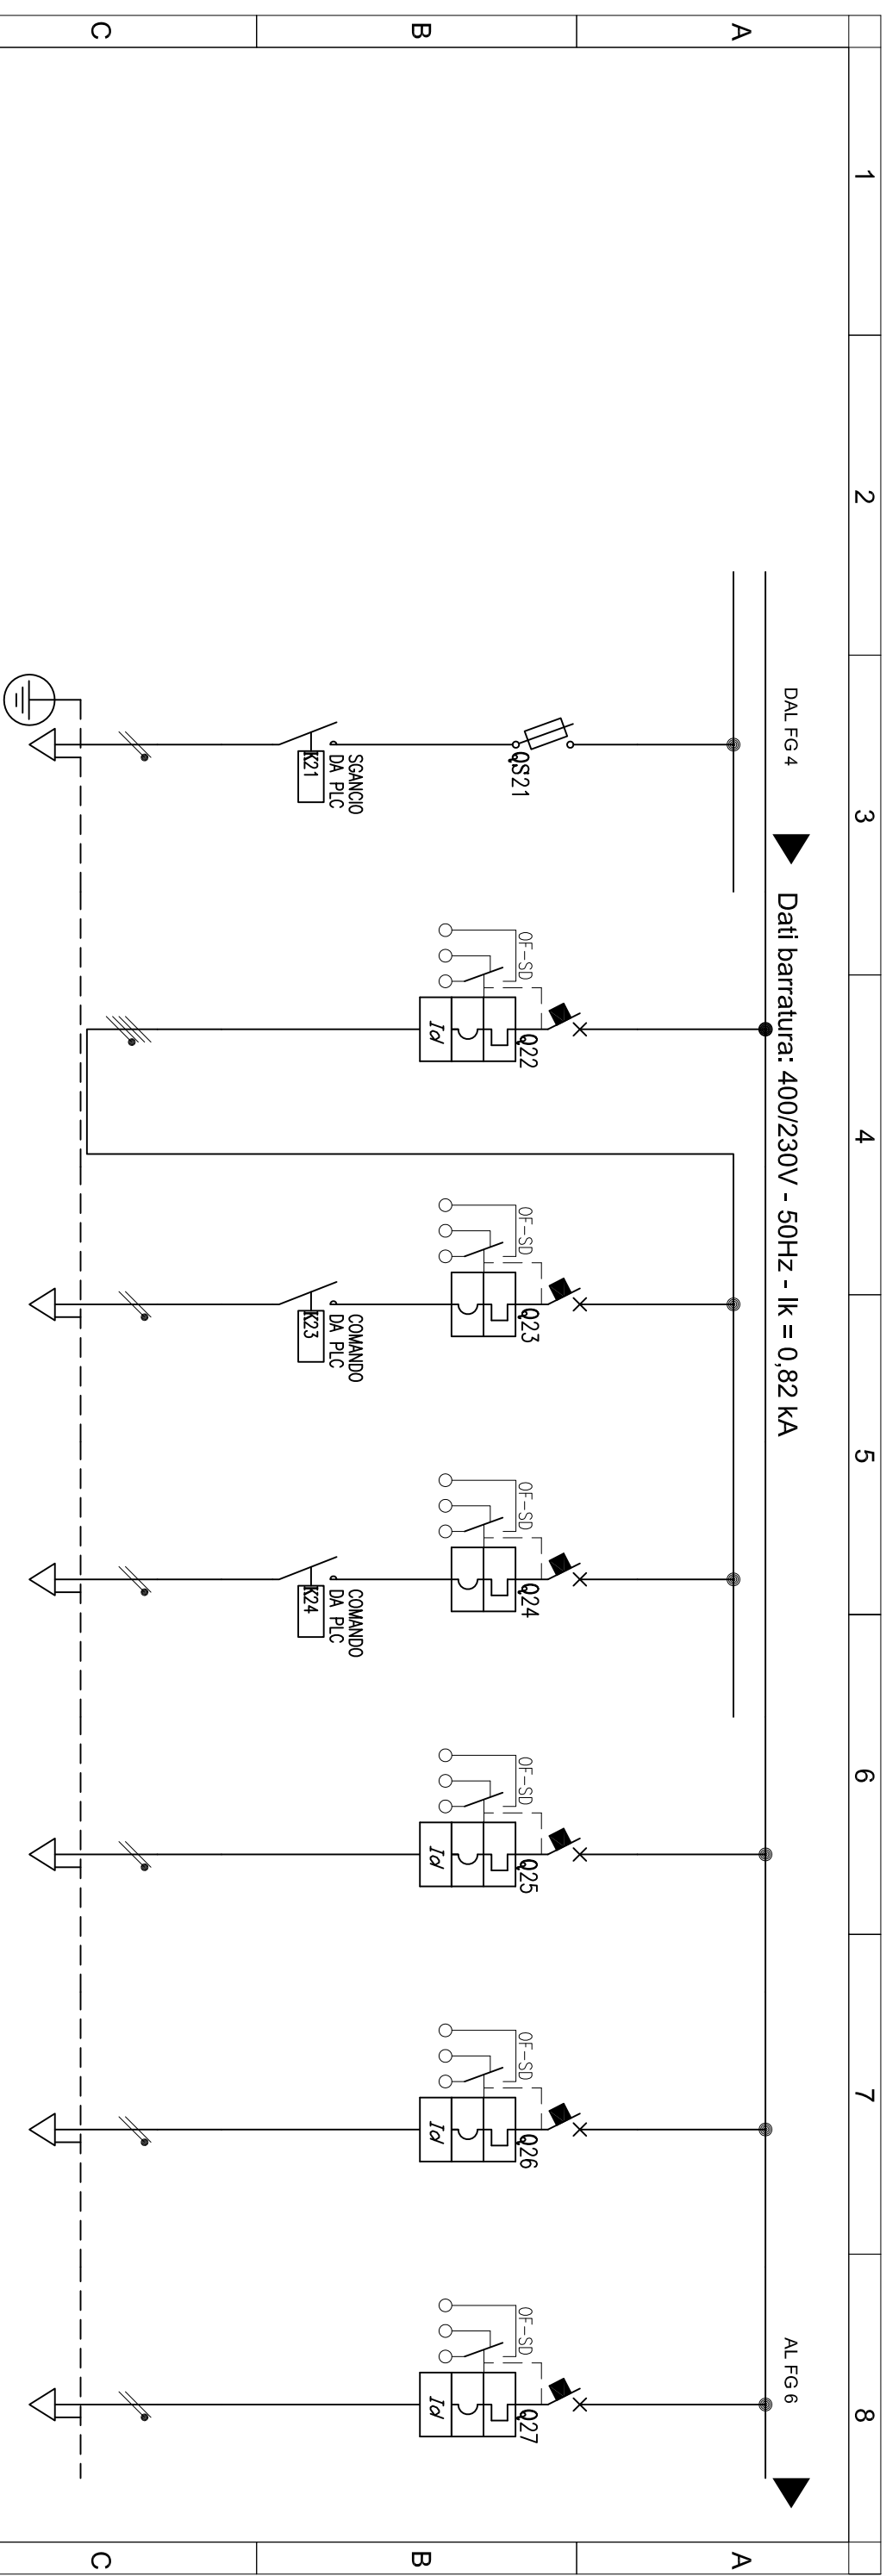 1
2
3
4
5
6
7
8
A
A
B
B
C
C
DAL FG 4
AL FG 6
Dati barratura: 400/230V - 50Hz - Ik = 0,82 kA
QS21
SGANCIO
DA PLC
K21
OF-SD
Q22
Id
OF-SD
Q23
COMANDO
DA PLC
K23
OF-SD
Q24
COMANDO
DA PLC
K24
OF-SD
Q25
Id
OF-SD
Q26
Id
OF-SD
Q27
Id